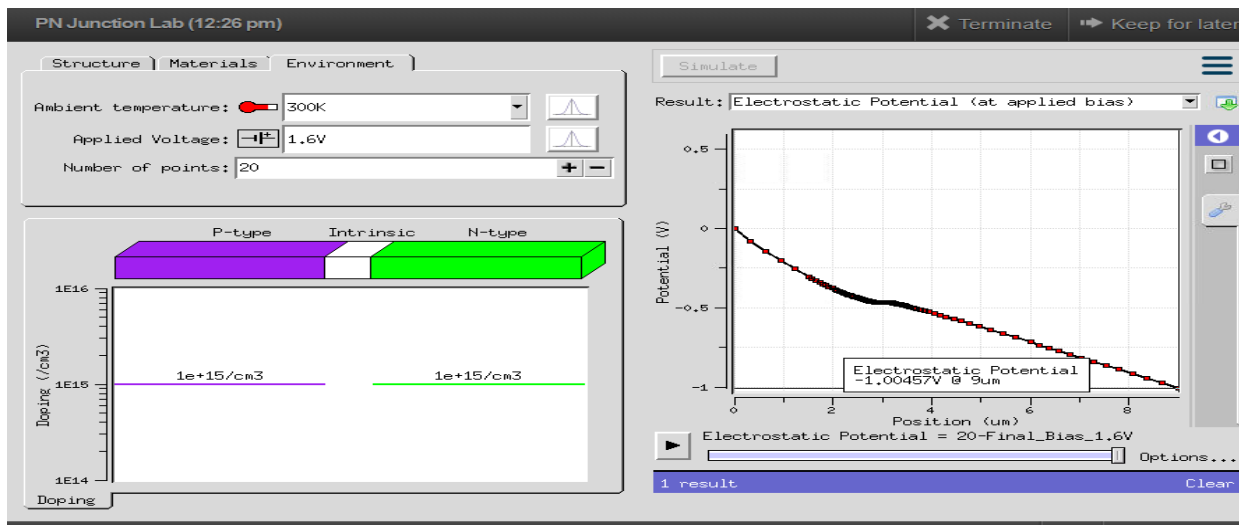 PN Junction Lab (12:26 pm)
Terminate
Keep for later
Structure
Materials
Environment
Ambient temperature:
300K
Applied Voltage:
1.6V
Number of points:
20
+
−
P-type
Intrinsic
N-type
1E16
1E15
1E14
Doping (/cm3)
1e+15/cm3
1e+15/cm3
Doping
Simulate
Result:
Electrostatic Potential (at applied bias)
0.5
0
-0.5
-1
Potential (V)
Electrostatic Potential
-1.00457V @ 9um
0
2
4
6
8
Position (um)
Electrostatic Potential = 20-Final_Bias_1.6V
Options...
1 result
Clear